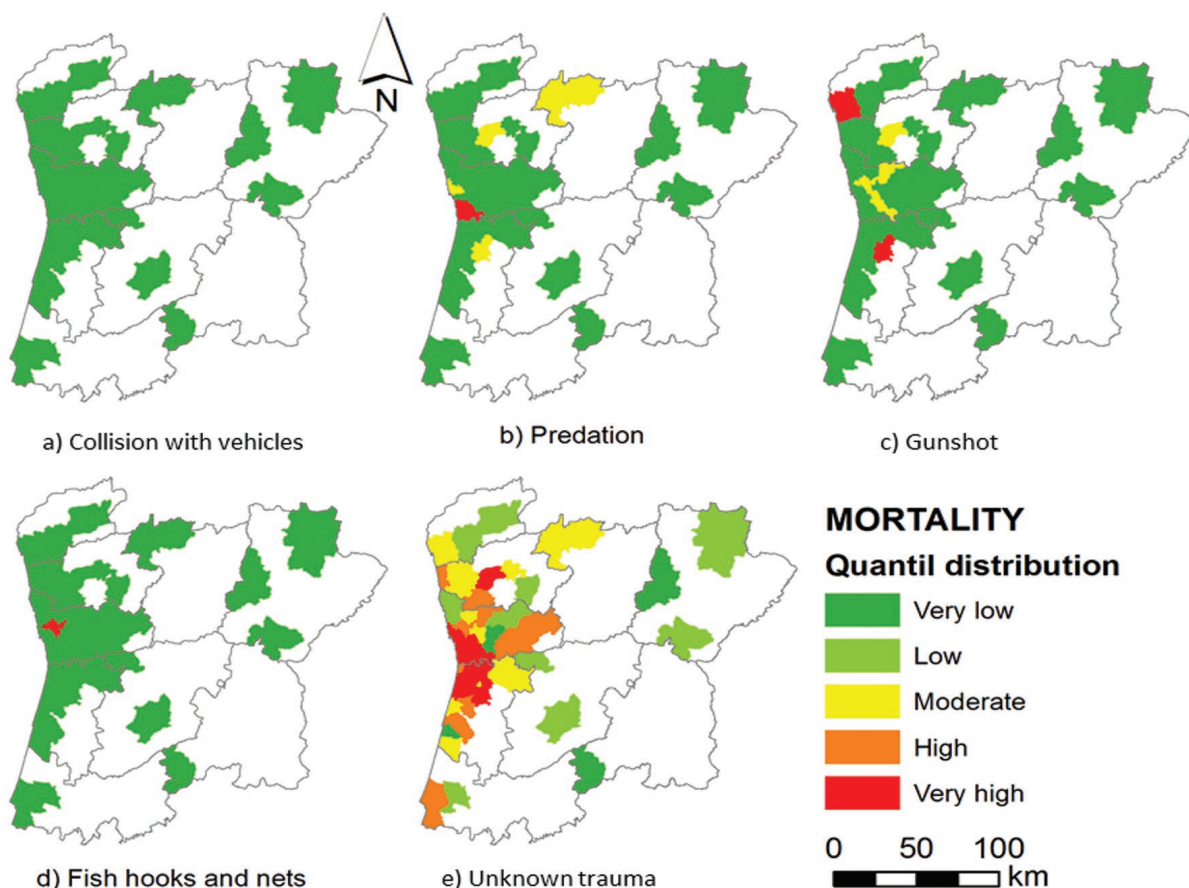 N
a) Collision with vehicles
b) Predation
c) Gunshot
d) Fish hooks and nets
e) Unknown trauma
MORTALITY
Quantil distribution
Very low
Low
Moderate
High
Very high
0 50 100
km